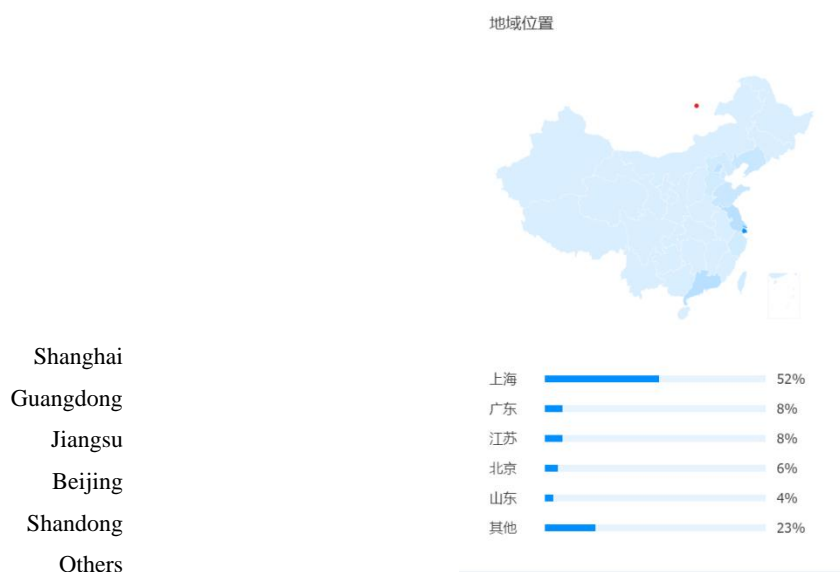 地域位置
Shanghai
Guangdong
Jiangsu
Beijing
Shandong
Others
上海 52%
广东 8%
江苏 8%
北京 6%
山东 4%
其他 23%